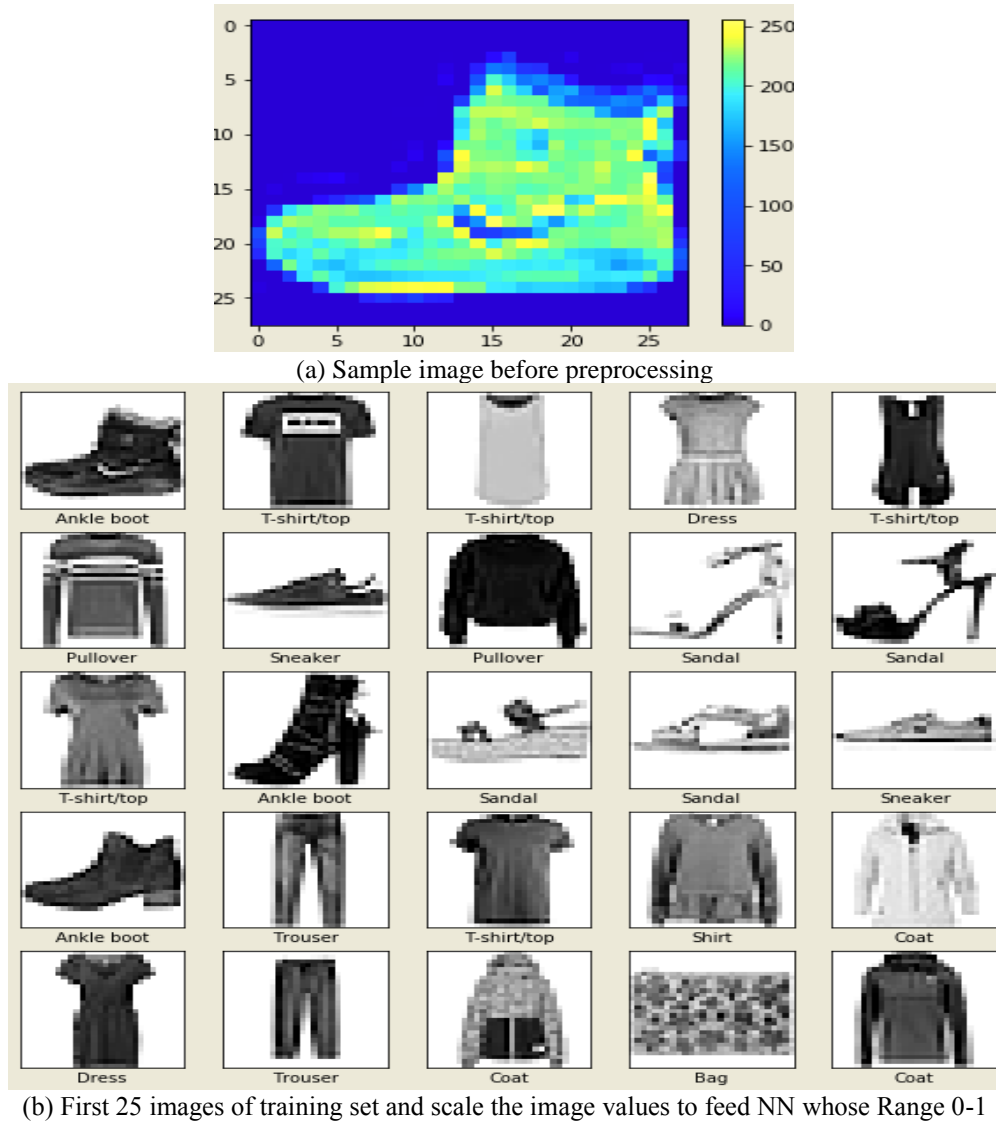 0
5
10
15
20
25
0 5 10 15 20 25
250
200
150
100
50
0
(a) Sample image before preprocessing
Ankle boot T-shirt/top T-shirt/top Dress T-shirt/top
Pullover Sneaker Pullover Sandal Sandal
T-shirt/top Ankle boot Sandal Sandal Sneaker
Ankle boot Trouser T-shirt/top Shirt Coat
Dress Trouser Coat Bag Coat
(b) First 25 images of training set and scale the image values to feed NN whose Range 0-1